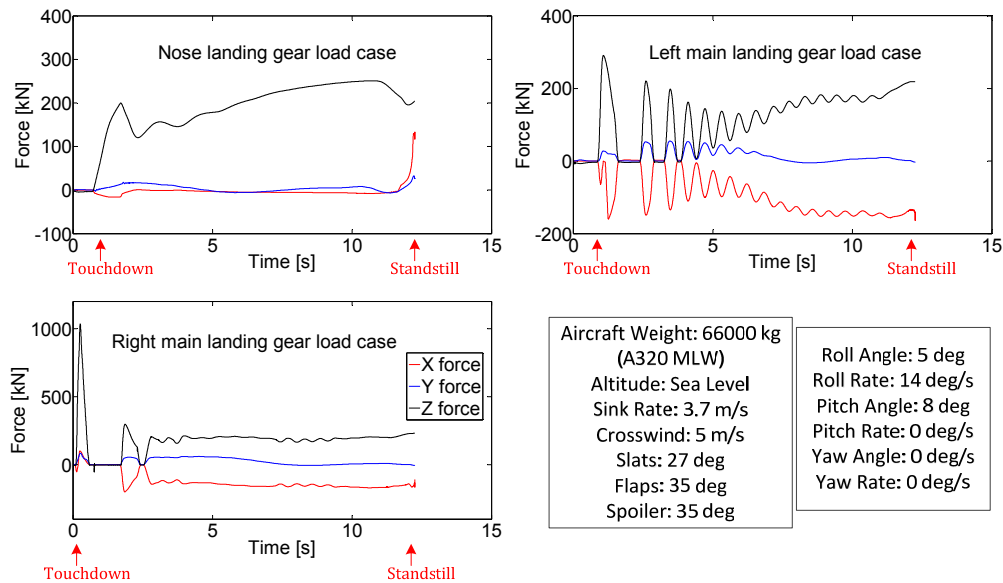 Nose landing gear load case
400
300
200
100
0
-100
Force [kN]
0
5
10
15
Time [s]
Touchdown
Standstill
Left main landing gear load case
400
200
0
-200
Force [kN]
0
5
10
15
Time [s]
Touchdown
Standstill
Right main landing gear load case
1000
500
0
Force [kN]
X force
Y force
Z force
0
5
10
15
Time [s]
Touchdown
Standstill
Aircraft Weight: 66000 kg
(A320 MLW)
Altitude: Sea Level
Sink Rate: 3.7 m/s
Crosswind: 5 m/s
Slats: 27 deg
Flaps: 35 deg
Spoiler: 35 deg
Roll Angle: 5 deg
Roll Rate: 14 deg/s
Pitch Angle: 8 deg
Pitch Rate: 0 deg/s
Yaw Angle: 0 deg/s
Yaw Rate: 0 deg/s